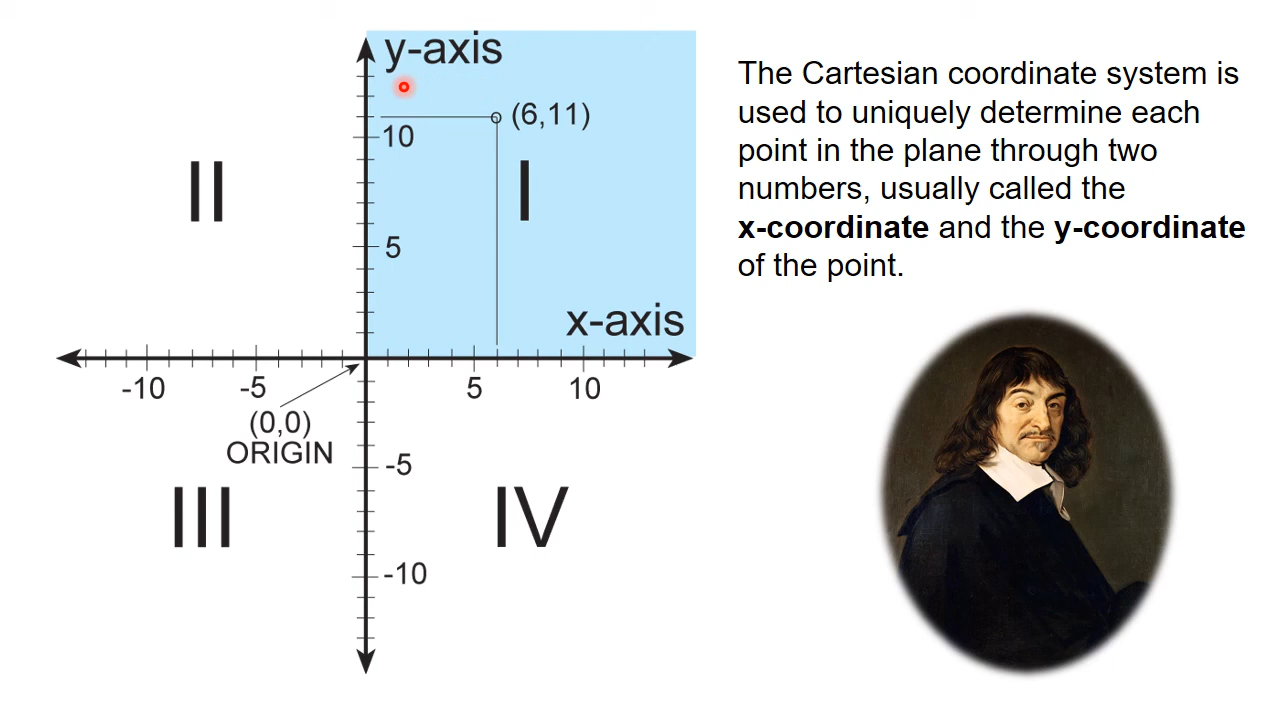 y-axis
(6,11)
10
II
I
5
x-axis
-10
-5
5
10
(0,0)
ORIGIN
-5
III
IV
-10
The Cartesian coordinate system is
used to uniquely determine each
point in the plane through two
numbers, usually called the
x-coordinate and the y-coordinate
of the point.